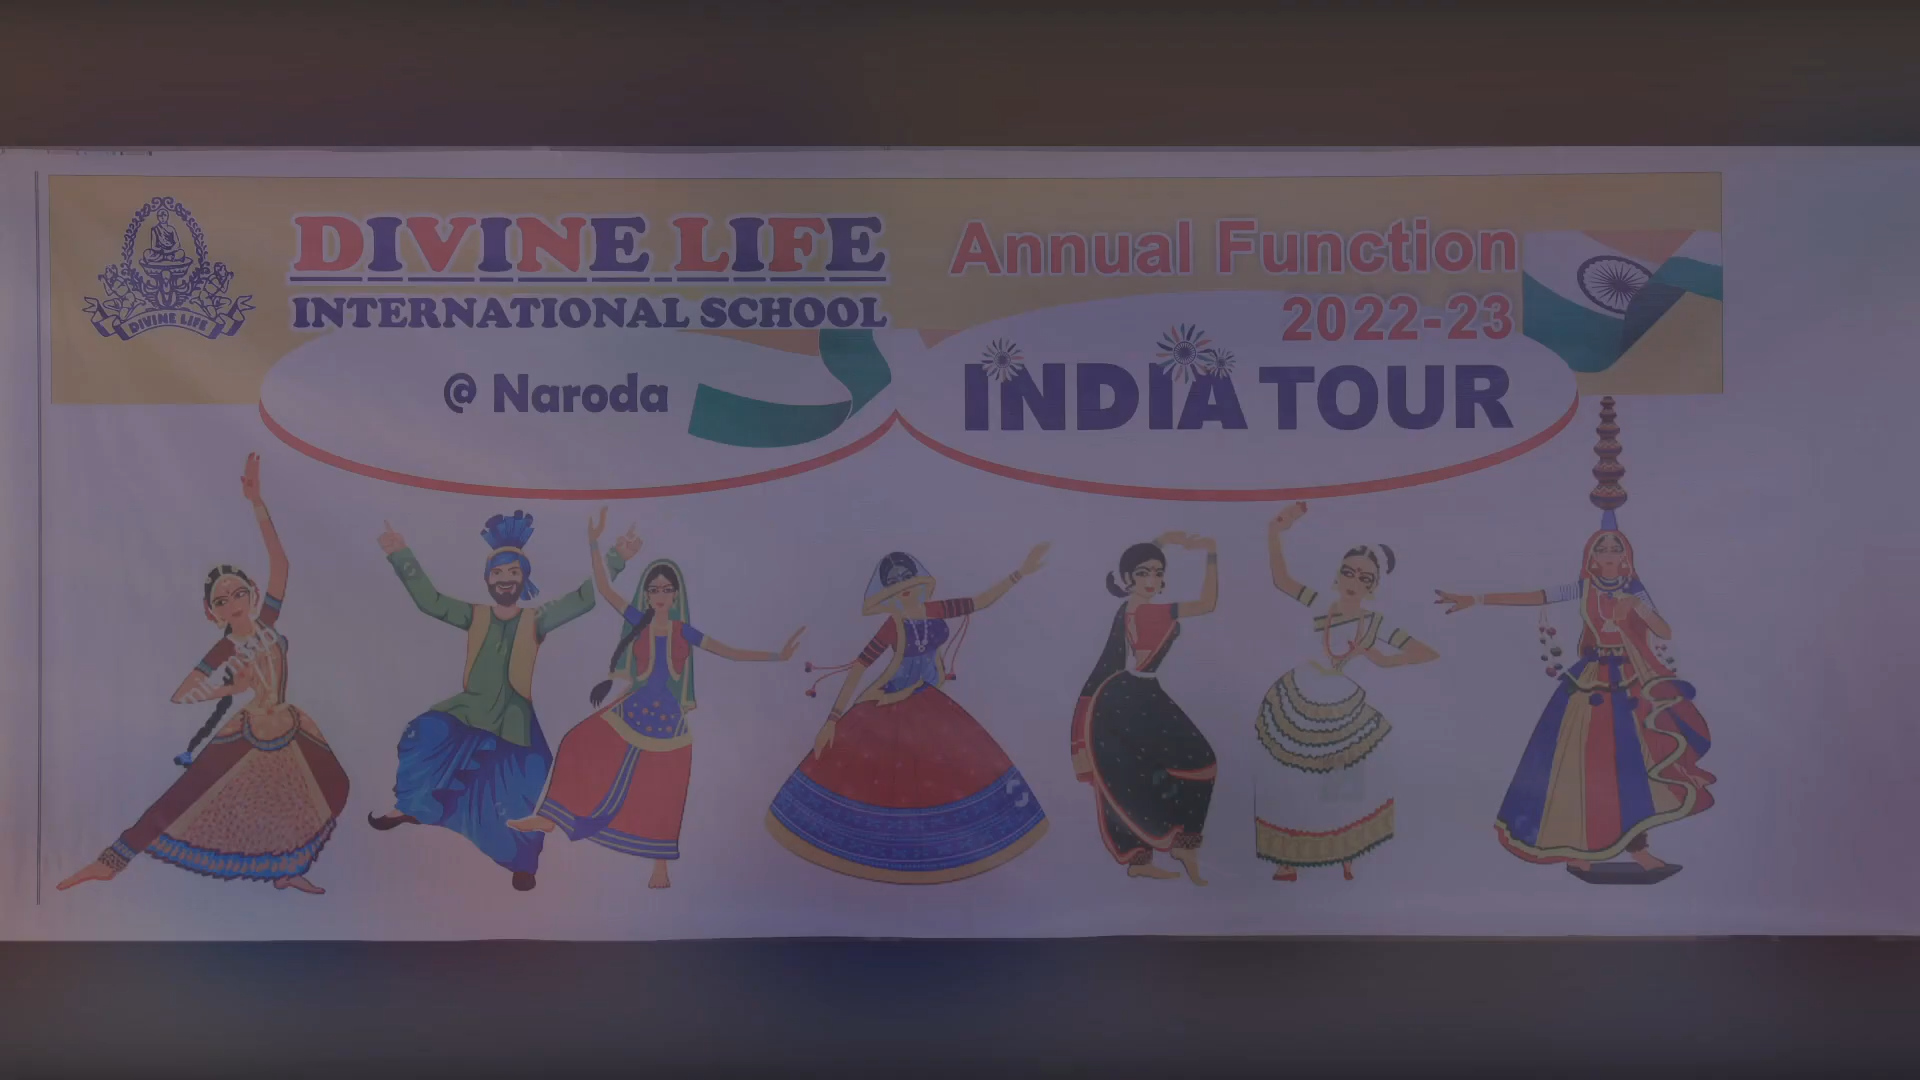 DIVINE LIFE
INTERNATIONAL SCHOOL
@ Naroda
Annual Function
2022-23
INDIA TOUR
DIVINE LIFE